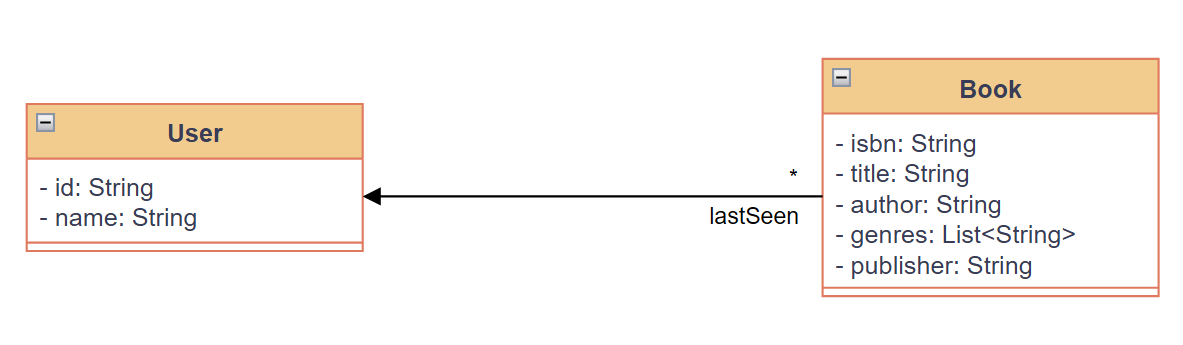 User
- id: String
- name: String
*
lastSeen
Book
- isbn: String
- title: String
- author: String
- genres: List<String>
- publisher: String